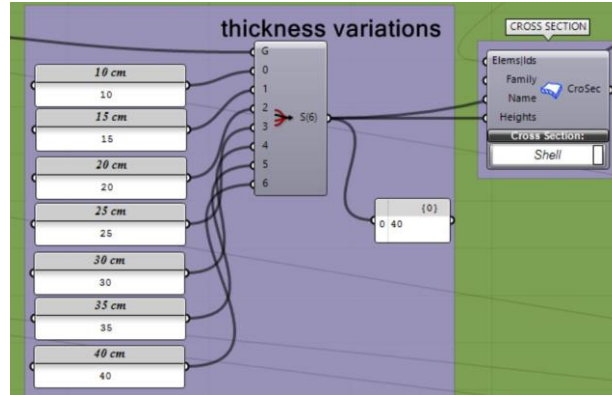 thickness variations
CROSS SECTION
G
0
1
2
3
4
5
6
S(6)
10 cm
10
15 cm
15
20 cm
20
25 cm
25
30 cm
30
35 cm
35
40 cm
40
{0}
0 40
Elems|Ids
Family
Name
Heights
CroSec
Cross Section:
Shell